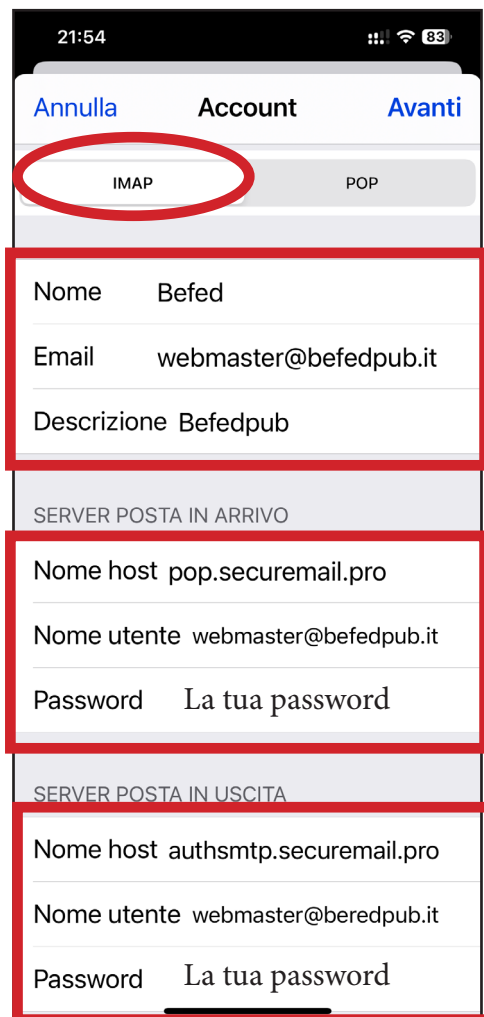 21:54 83
Annulla Account Avanti
IMAP POP
Nome Befed
Email webmaster@befedpub.it
Descrizione Befedpub
SERVER POSTA IN ARRIVO
Nome host pop.securemail.pro
Nome utente webmaster@befedpub.it
Password La tua password
SERVER POSTA IN USCITA
Nome host authsmtp.securemail.pro
Nome utente webmaster@beredpub.it
Password La tua password